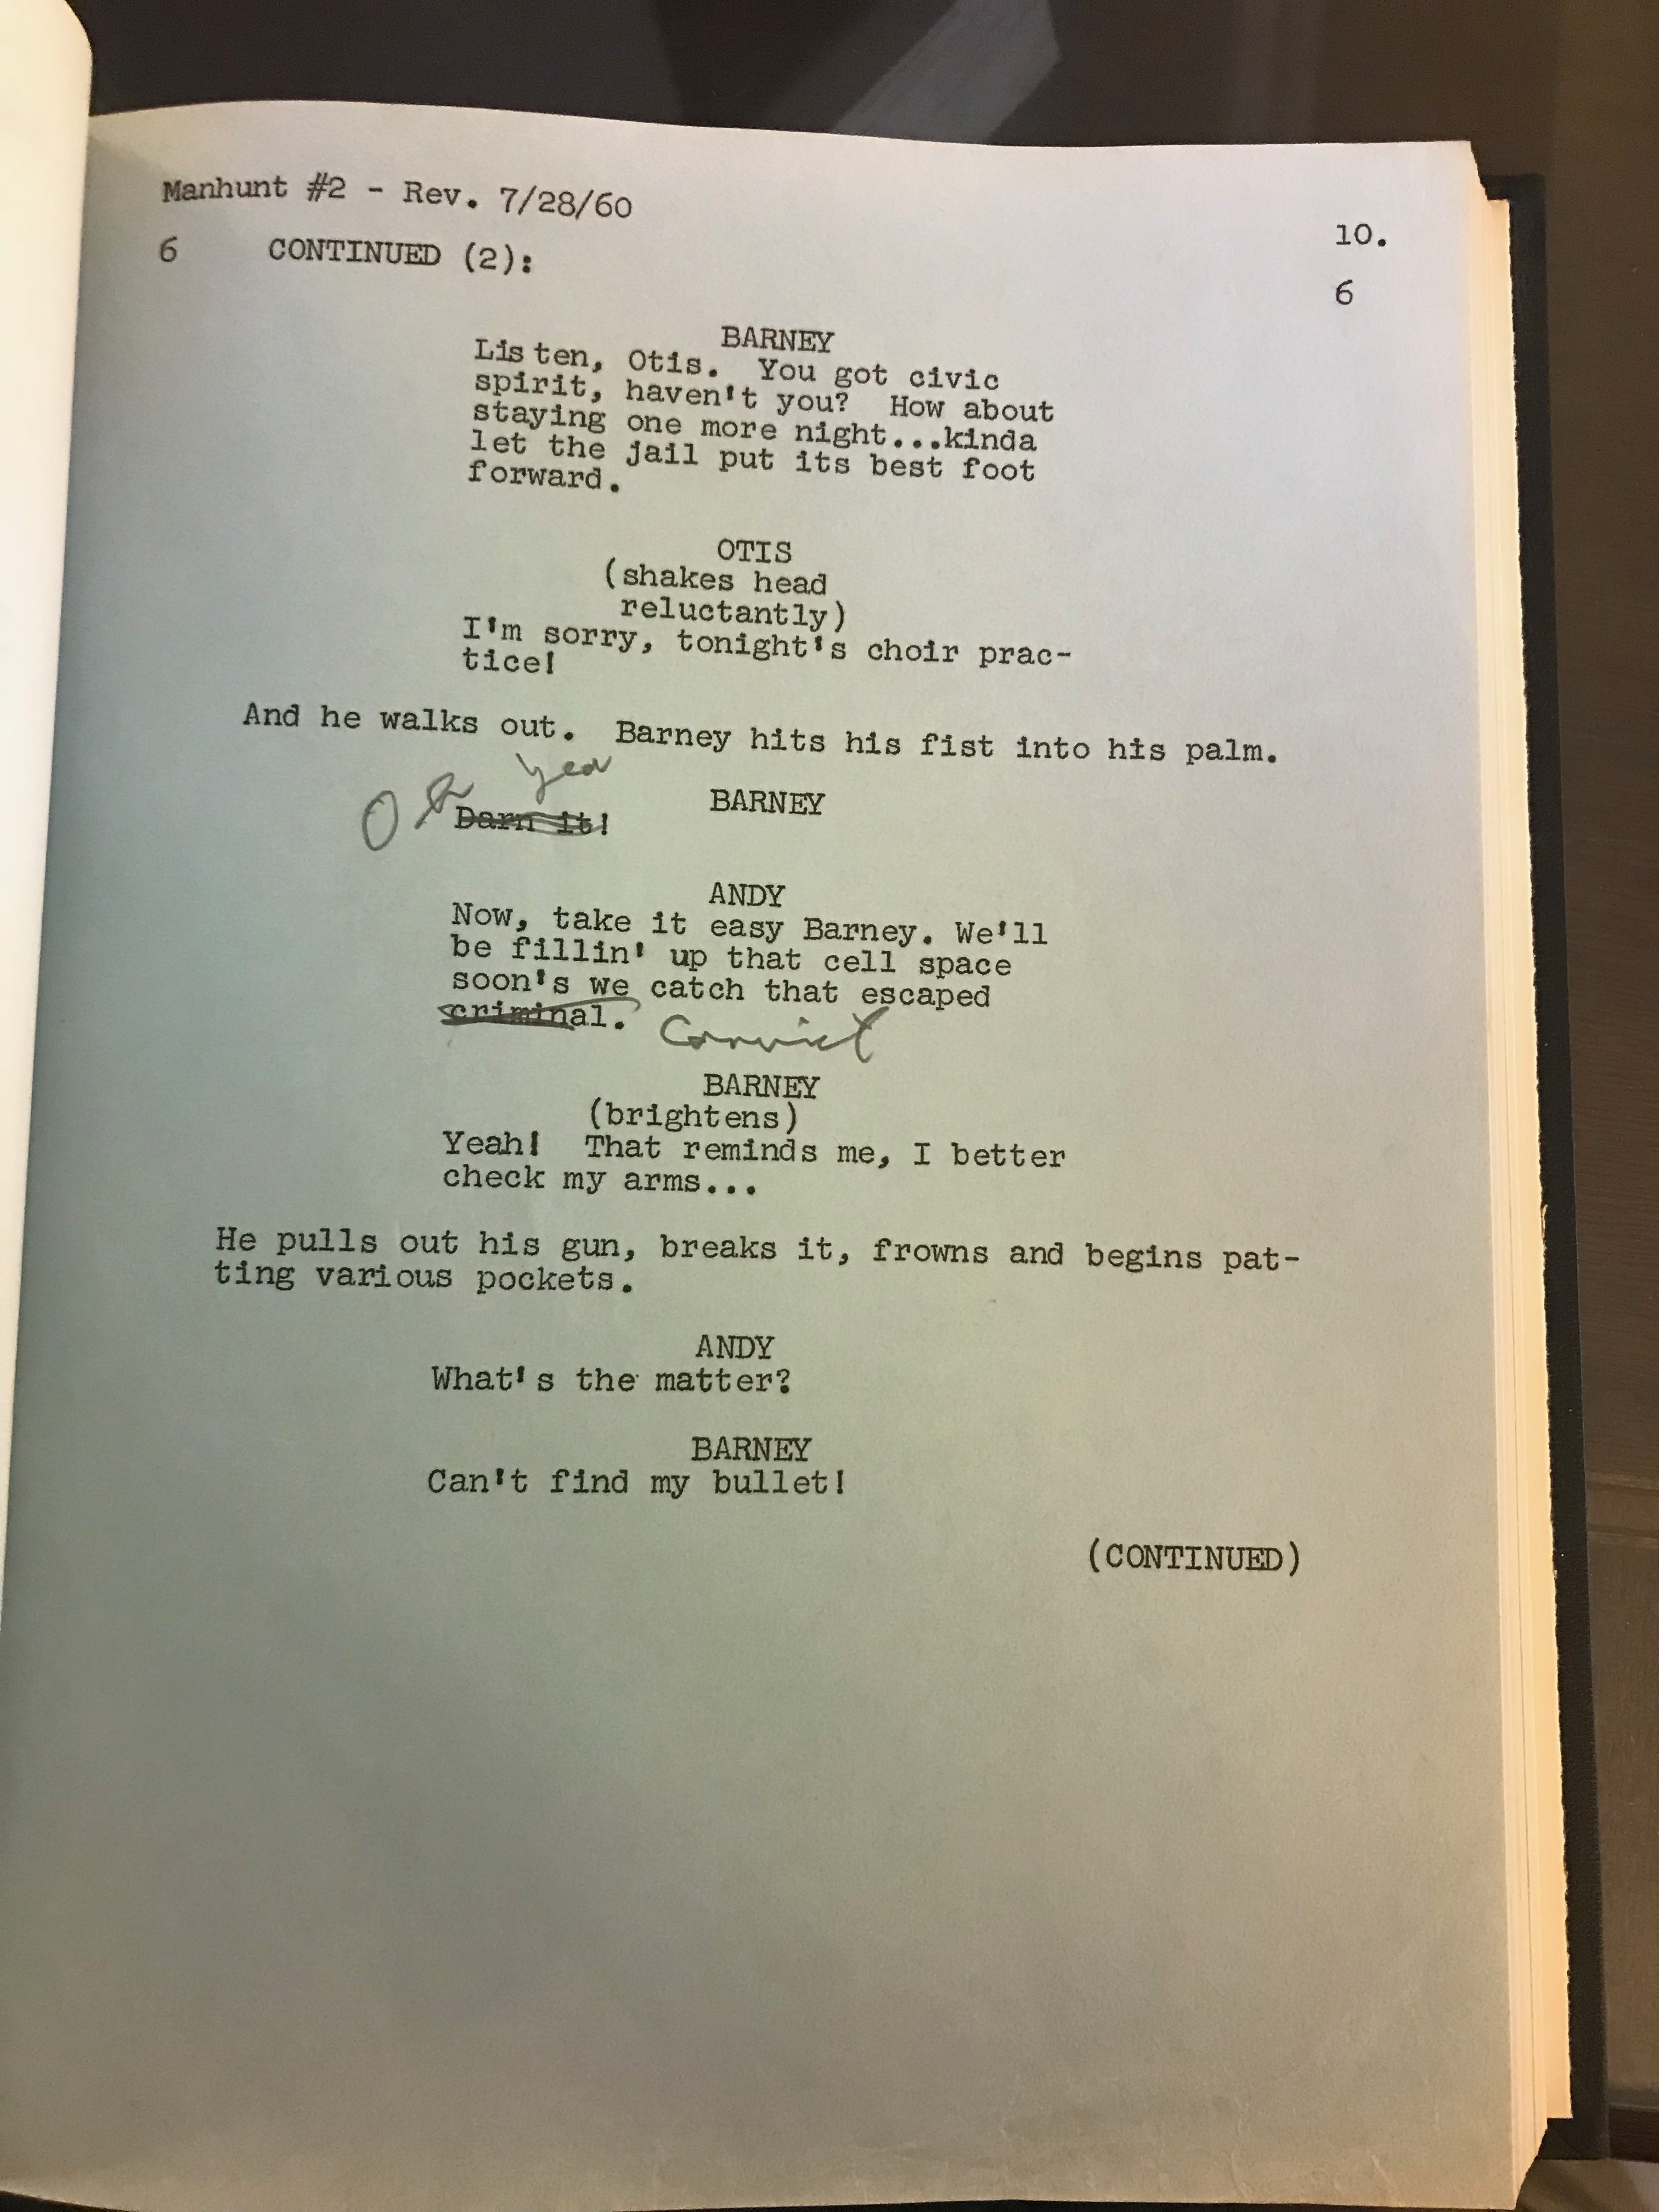 Manhunt #2 - Rev. 7/28/60
10.
6 CONTINUED (2):
6
BARNEY
Listen, Otis. You got civic
spirit, haven't you? How about
staying one more night...kinda
let the jail put its best foot
forward.
OTIS
(shakes head
reluctantly)
I'm sorry, tonight's choir prac-
tice!
And he walks out. Barney hits his fist into his palm.
Oh yea
BARNEY
Darn it!
ANDY
Now, take it easy Barney. We'll
be fillin' up that cell space
soon's we catch that escaped
criminal. Convict
BARNEY
(brightens)
Yeah! That reminds me, I better
check my arms...
He pulls out his gun, breaks it, frowns and begins pat-
ting various pockets.
ANDY
What's the matter?
BARNEY
Can't find my bullet!
(CONTINUED)